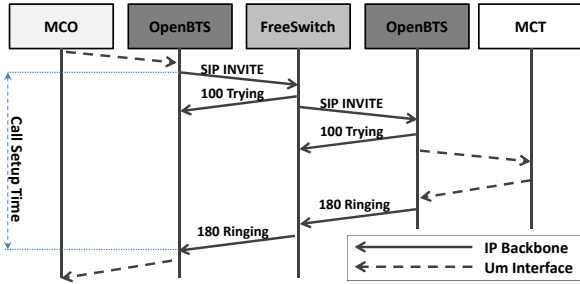 MCO
OpenBTS
FreeSwitch
OpenBTS
MCT
SIP INVITE
100 Trying
SIP INVITE
100 Trying
Call Setup Time
180 Ringing
180 Ringing
IP Backbone
Um Interface